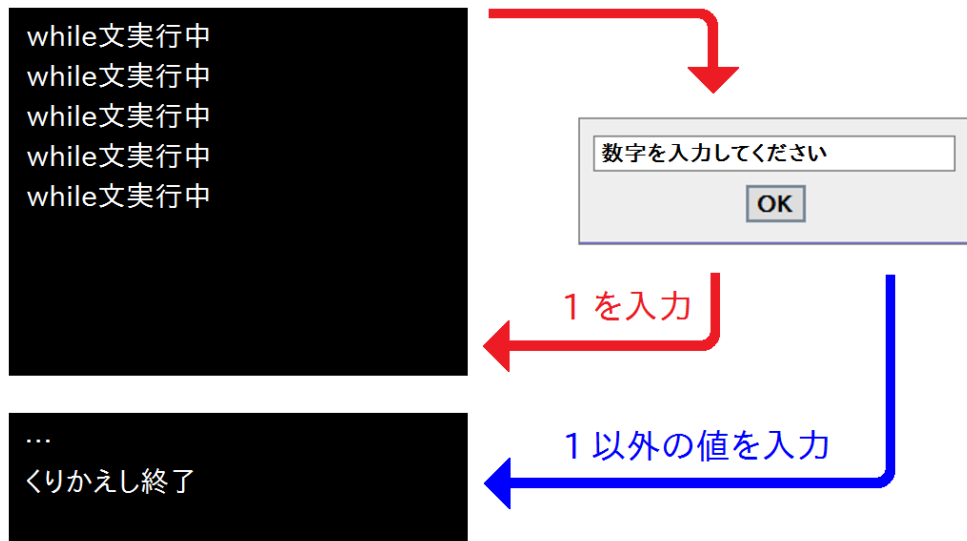 while文実行中
while文実行中
while文実行中
while文実行中
while文実行中
数字を入力してください
OK
1 を入力
1 以外の値を入力
…
くりかえし終了